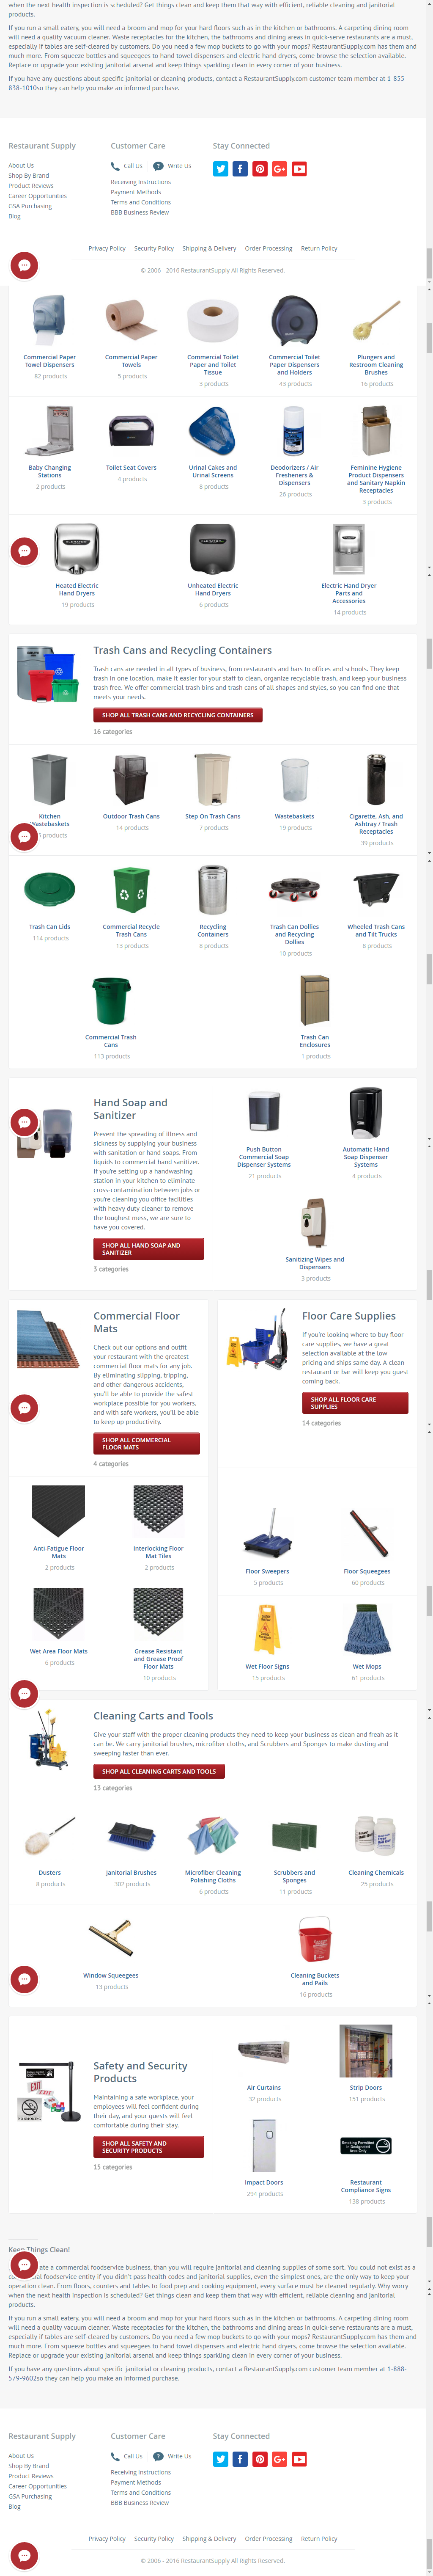 when the next health inspection is scheduled? Get things clean and keep them that way with efficient, reliable cleaning and janitorial
products.
If you run a small eatery, you will need a broom and mop for your hard floors such as in the kitchen or bathrooms. A carpeting dining room
will need a quality vacuum cleaner. Waste receptacles for the kitchen, the bathrooms and dining areas in quick-serve restaurants are a must,
especially if tables are self-cleared by customers. Do you need a few mop buckets to go with your mops? RestaurantSupply.com has them and
much more. From squeeze bottles and squeegees to hand towel dispensers and electric hand dryers, come browse the selection available.
Replace or upgrade your existing janitorial arsenal and keep things sparkling clean in every corner of your business.
If you have any questions about specific janitorial or cleaning products, contact a RestaurantSupply.com customer team member at 1-855-
838-1010so they can help you make an informed purchase.
Restaurant Supply Customer Care Stay Connected
About Us Call Us Write Us
Shop By Brand
Product Reviews Receiving Instructions
Career Opportunities Payment Methods
GSA Purchasing Terms and Conditions
Blog BBB Business Review
Privacy Policy Security Policy Shipping & Delivery Order Processing Return Policy
© 2006 - 2016 RestaurantSupply All Rights Reserved.
Commercial Paper Commercial Paper Commercial Toilet Commercial Toilet Plungers and
Towel Dispensers Towels Paper and Toilet Paper Dispensers Restroom Cleaning
82 products 5 products Tissue and Holders Brushes
3 products 43 products 16 products
Baby Changing Toilet Seat Covers Urinal Cakes and Deodorizers / Air Feminine Hygiene
Stations 4 products Urinal Screens Fresheners & Product Dispensers
2 products 8 products Dispensers and Sanitary Napkin
26 products Receptacles
3 products
Heated Electric Unheated Electric Electric Hand Dryer
Hand Dryers Hand Dryers Parts and
19 products 6 products Accessories
14 products
Trash Cans and Recycling Containers
Trash cans are needed in all types of business, from restaurants and bars to offices and schools. They keep
trash in one location, make it easier for your staff to clean, organize recyclable trash, and keep your business
trash free. We offer commercial trash bins and trash cans of all shapes and styles, so you can find one that
meets your needs.
SHOP ALL TRASH CANS AND RECYCLING CONTAINERS
16 categories
Kitchen Outdoor Trash Cans Step On Trash Cans Wastebaskets Cigarette, Ash, and
Wastebaskets 14 products 7 products 19 products Ashtray / Trash
products Receptacles
39 products
Trash Can Lids Commercial Recycle Recycling Trash Can Dollies Wheeled Trash Cans
114 products Trash Cans Containers and Recycling and Tilt Trucks
13 products 8 products Dollies 8 products
10 products
Commercial Trash Trash Can
Cans Enclosures
113 products 1 products
Hand Soap and
Sanitizer
Prevent the spreading of illness and
sickness by supplying your business
with sanitation or hand soaps. From
liquids to commercial hand sanitizer.
If you're setting up a handwashing
station in your kitchen to eliminate
cross-contamination between jobs or
you're cleaning you office facilities
with heavy duty cleaner to remove
the toughest mess, we are sure to
have you covered.
SHOP ALL HAND SOAP AND
SANITIZER
3 categories
Push Button Automatic Hand
Commercial Soap Soap Dispenser
Dispenser Systems Systems
21 products 4 products
Sanitizing Wipes and
Dispensers
3 products
Commercial Floor
Mats
Check out our options and outfit
your restaurant with the greatest
commercial floor mats for any job.
By eliminating slipping, tripping,
and other dangerous accidents,
you'll be able to provide the safest
workplace possible for you workers,
and with safe workers, you'll be able
to keep up productivity.
SHOP ALL COMMERCIAL
FLOOR MATS
4 categories
Floor Care Supplies
If you're looking where to buy floor
care supplies, we have a great
selection available at the low
pricing and ships same day. A clean
restaurant or bar will keep you guest
coming back.
SHOP ALL FLOOR CARE
SUPPLIES
14 categories
Anti-Fatigue Floor Interlocking Floor
Mats Mat Tiles
2 products 2 products
Wet Area Floor Mats Grease Resistant
6 products and Grease Proof
Floor Mats
10 products
Floor Sweepers Floor Squeegees
5 products 60 products
Wet Floor Signs Wet Mops
15 products 61 products
Cleaning Carts and Tools
Give your staff with the proper cleaning products they need to keep your business as clean and freah as it
can be. We carry janitorial brushes, microfiber cloths, and Scrubbers and Sponges to make dusting and
sweeping faster than ever.
SHOP ALL CLEANING CARTS AND TOOLS
13 categories
Dusters Janitorial Brushes Microfiber Cleaning Scrubbers and Cleaning Chemicals
8 products 302 products Polishing Cloths Sponges 25 products
6 products 11 products
Window Squeegees Cleaning Buckets
13 products and Pails
16 products
Safety and Security
Products
Maintaining a safe workplace, your
employees will feel confident during
their day, and your guests will feel
comfortable during their stay.
SHOP ALL SAFETY AND
SECURITY PRODUCTS
15 categories
Air Curtains Strip Doors
32 products 151 products
Impact Doors Restaurant
294 products Compliance Signs
138 products
Things Clean!
ate a commercial foodservice business, than you will require janitorial and cleaning supplies of some sort. You could not exist as a
al foodservice entity if you didn't pass health codes and janitorial supplies, even the simplest ones, are the only way to keep your
operation clean. From floors, counters and tables to food prep and cooking equipment, every surface must be cleaned regularly. Why worry
when the next health inspection is scheduled? Get things clean and keep them that way with efficient, reliable cleaning and janitorial
products.
If you run a small eatery, you will need a broom and mop for your hard floors such as in the kitchen or bathrooms. A carpeting dining room
will need a quality vacuum cleaner. Waste receptacles for the kitchen, the bathrooms and dining areas in quick-serve restaurants are a must,
especially if tables are self-cleared by customers. Do you need a few mop buckets to go with your mops? RestaurantSupply.com has them and
much more. From squeeze bottles and squeegees to hand towel dispensers and electric hand dryers, come browse the selection available.
Replace or upgrade your existing janitorial arsenal and keep things sparkling clean in every corner of your business.
If you have any questions about specific janitorial or cleaning products, contact a RestaurantSupply.com customer team member at 1-888-
579-9602so they can help you make an informed purchase.
Restaurant Supply Customer Care Stay Connected
About Us Call Us Write Us
Shop By Brand
Product Reviews Receiving Instructions
Career Opportunities Payment Methods
GSA Purchasing Terms and Conditions
Blog BBB Business Review
Privacy Policy Security Policy Shipping & Delivery Order Processing Return Policy
© 2006 - 2016 RestaurantSupply All Rights Reserved.